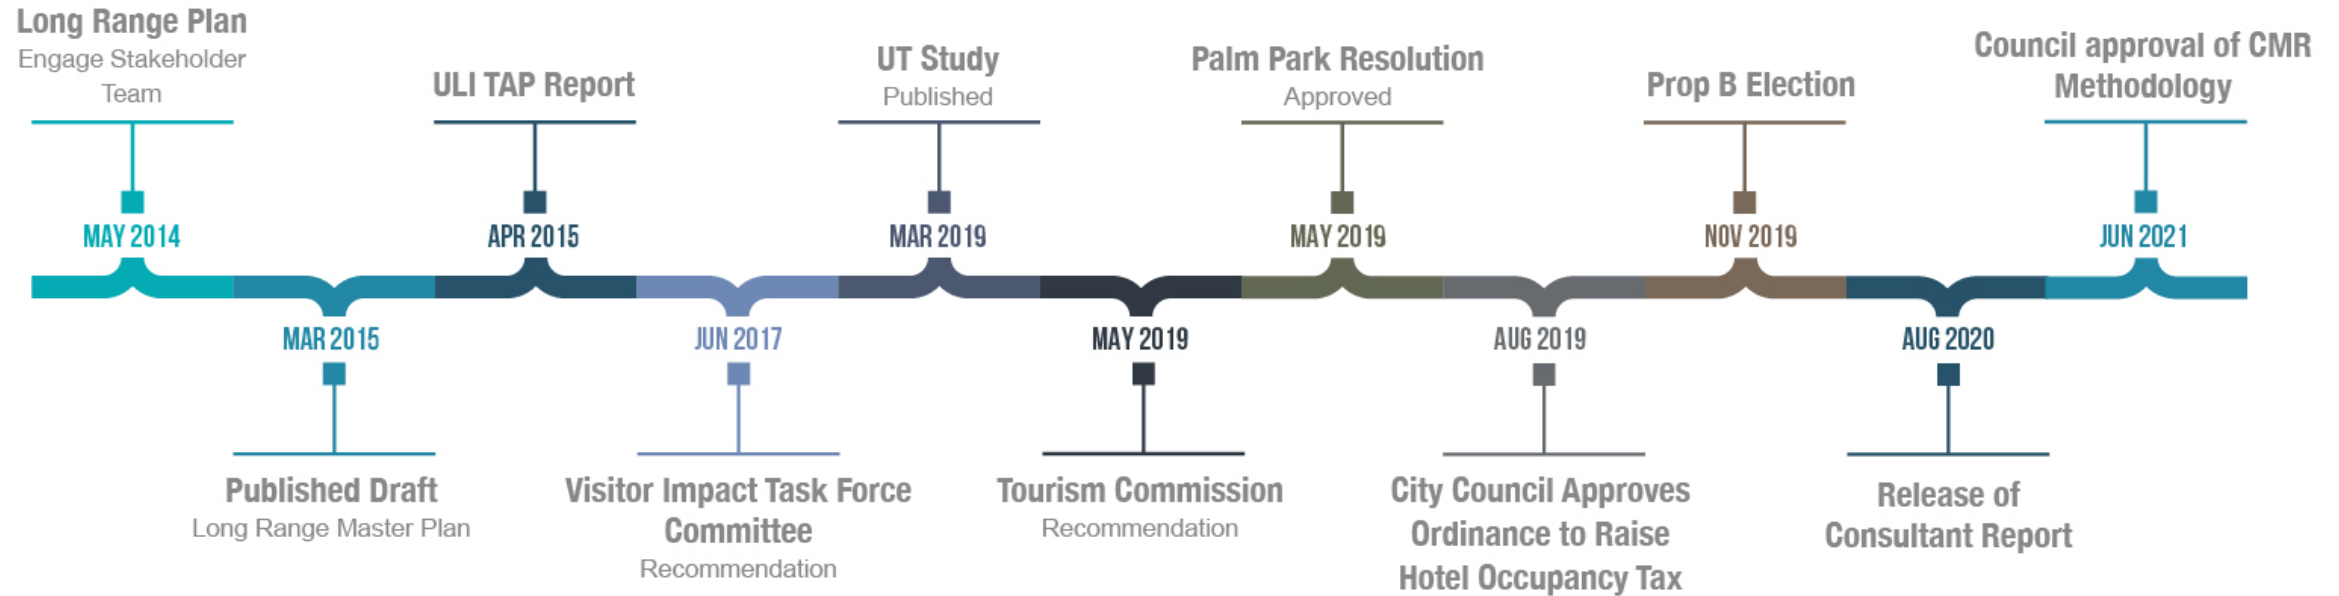 Long Range Plan
Engage Stakeholder
Team
MAY 2014
MAR 2015
Published Draft
Long Range Master Plan
ULI TAP Report
APR 2015
JUN 2017
Visitor Impact Task Force
Committee
Recommendation
UT Study
Published
MAR 2019
MAY 2019
Tourism Commission
Recommendation
Palm Park Resolution
Approved
MAY 2019
AUG 2019
City Council Approves
Ordinance to Raise
Hotel Occupancy Tax
Prop B Election
NOV 2019
AUG 2020
Release of
Consultant Report
Council approval of CMR
Methodology
JUN 2021